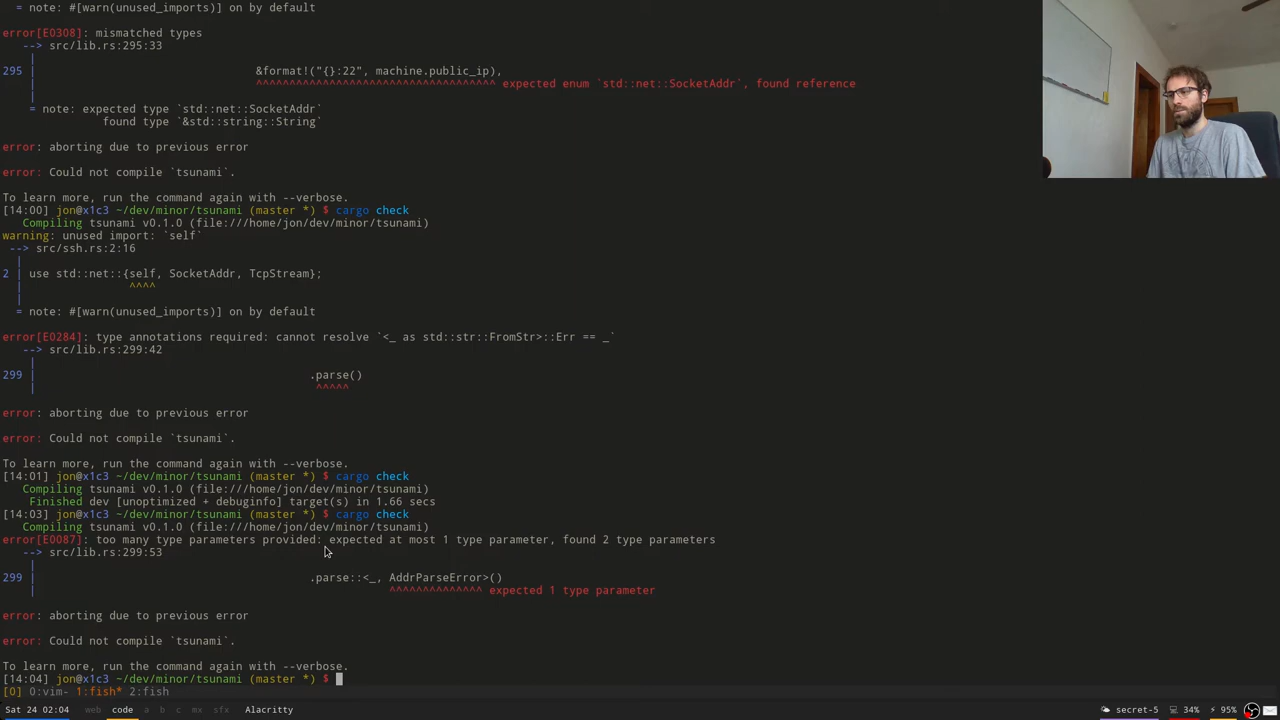 = note: #[warn(unused_imports)] on by default
error[E0308]: mismatched types
--> src/lib.rs:295:33
|
295 | &format!("{}:22", machine.public_ip),
| ^^^^^^^^^^^^^^^^^^^^^^^^^^^^^^^^^^^^ expected enum `std::net::SocketAddr`, found reference
|
= note: expected type `std::net::SocketAddr`
found type `&std::string::String`
error: aborting due to previous error
error: Could not compile `tsunami`.
To learn more, run the command again with --verbose.
[14:00] jon@x1c3 ~/dev/minor/tsunami (master *) $ cargo check
Compiling tsunami v0.1.0 (file:///home/jon/dev/minor/tsunami)
warning: unused import: `self`
--> src/ssh.rs:2:16
|
2 | use std::net::{self, SocketAddr, TcpStream};
| ^^^^
|
= note: #[warn(unused_imports)] on by default
error[E0284]: type annotations required: cannot resolve `<_ as std::str::FromStr>::Err == _`
--> src/lib.rs:299:42
|
299 | .parse()
| ^^^^^
error: aborting due to previous error
error: Could not compile `tsunami`.
To learn more, run the command again with --verbose.
[14:01] jon@x1c3 ~/dev/minor/tsunami (master *) $ cargo check
Compiling tsunami v0.1.0 (file:///home/jon/dev/minor/tsunami)
Finished dev [unoptimized + debuginfo] target(s) in 1.66 secs
[14:03] jon@x1c3 ~/dev/minor/tsunami (master *) $ cargo check
Compiling tsunami v0.1.0 (file:///home/jon/dev/minor/tsunami)
error[E0087]: too many type parameters provided: expected at most 1 type parameter, found 2 type parameters
--> src/lib.rs:299:53
|
299 | .parse::<_, AddrParseError>()
| ^^^^^^^^^^^^^^ expected 1 type parameter
error: aborting due to previous error
error: Could not compile `tsunami`.
To learn more, run the command again with --verbose.
[14:04] jon@x1c3 ~/dev/minor/tsunami (master *) $
[0] 0:vim- 1:fish* 2:fish
Sat 24 02:04 web code a b c mx sfx Alacritty secret-5 34% 95%